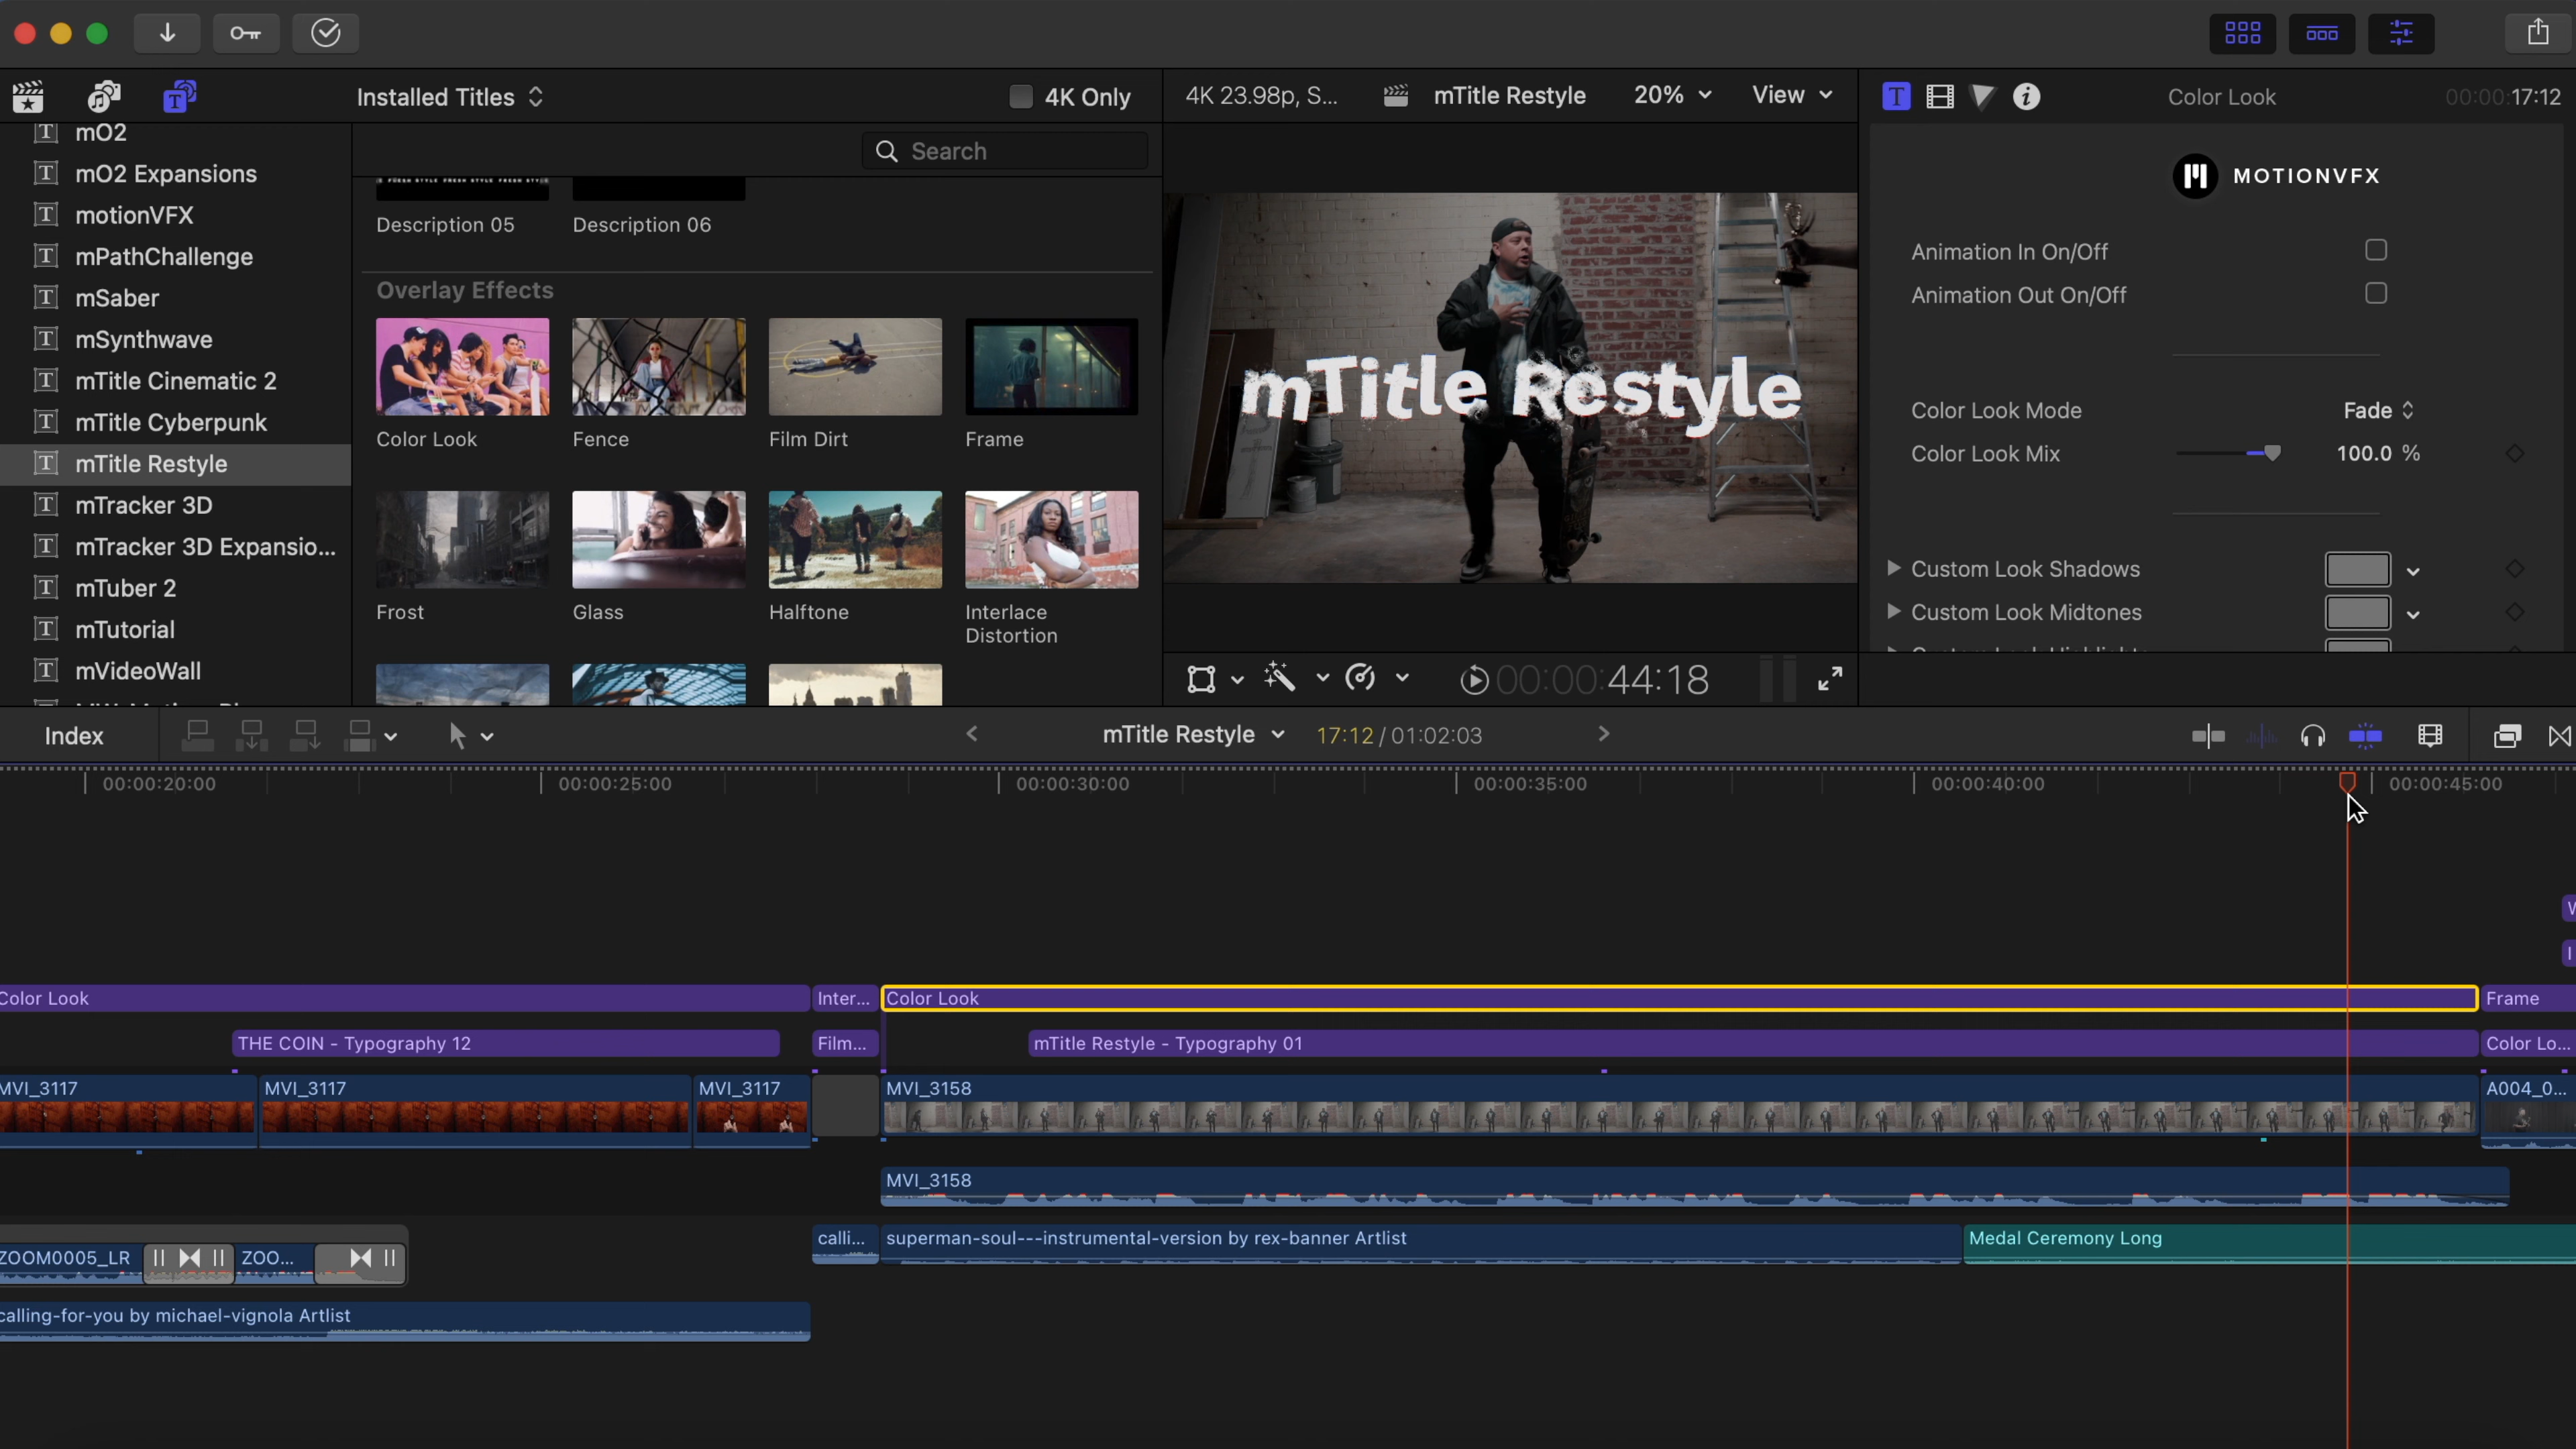 Installed Titles
4K Only
4K 23.98p, S...
mTitle Restyle
20%
View
Color Look
00:00:17:12
mO2
mO2 Expansions
motionVFX
mPathChallenge
mSaber
mSynthwave
mTitle Cinematic 2
mTitle Cyberpunk
mTitle Restyle
mTracker 3D
mTracker 3D Expansio...
mTuber 2
mTutorial
mVideoWall
Search
Description 05
Description 06
Overlay Effects
Color Look
Fence
Film Dirt
Frame
Frost
Glass
Halftone
Interlace
Distortion
mTitle Restyle
00:00:44:18
MOTIONVFX
Animation In On/Off
Animation Out On/Off
Color Look Mode
Fade
Color Look Mix
100.0 %
Custom Look Shadows
Custom Look Midtones
Index
mTitle Restyle
17:12 / 01:02:03
00:00:20:00
00:00:25:00
00:00:30:00
00:00:35:00
00:00:40:00
00:00:45:00
Color Look
Inter...
Color Look
Frame
THE COIN - Typography 12
Film...
mTitle Restyle - Typography 01
Color Lo...
MVI_3117
MVI_3117
MVI_3117
MVI_3158
A004_0...
MVI_3158
calli...
superman-soul---instrumental-version by rex-banner Artlist
Medal Ceremony Long
ZOOM0005_LR
ZOO...
calling-for-you by michael-vignola Artlist